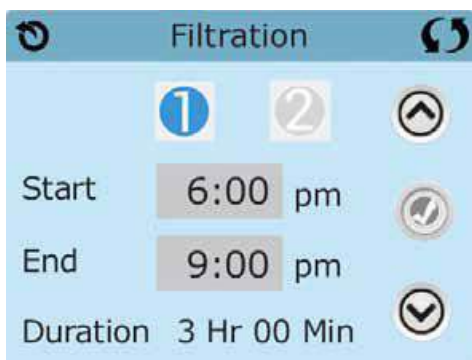 Filtration
1 2
Start 6:00 pm
End 9:00 pm
Duration 3 Hr 00 Min